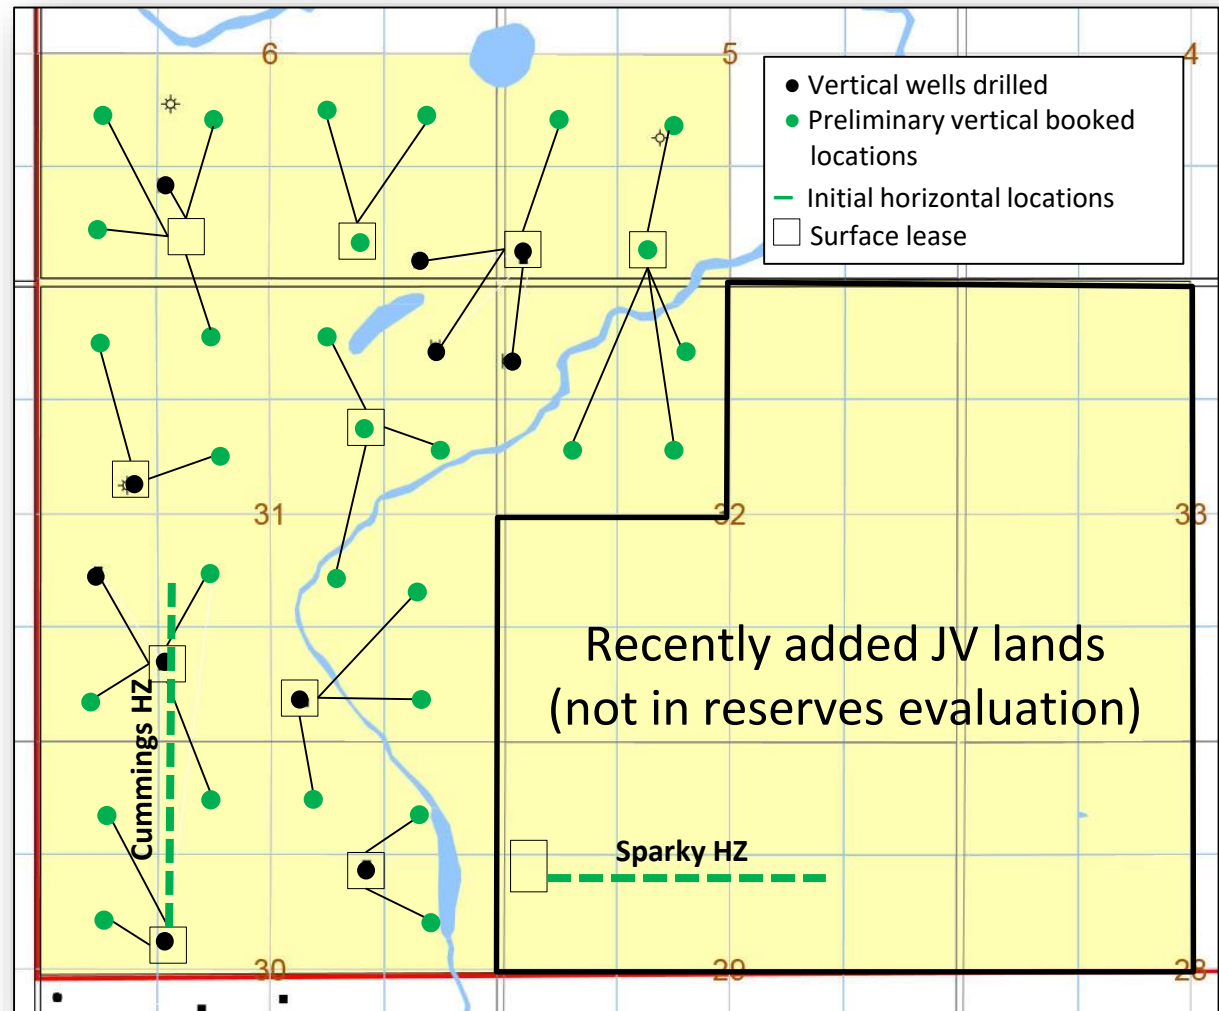 6
5
4
Vertical wells drilled
Preliminary vertical booked
locations
Initial horizontal locations
Surface lease
31
32
33
Recently added JV lands
(not in reserves evaluation)
Cummings HZ
Sparky HZ
30
29
28